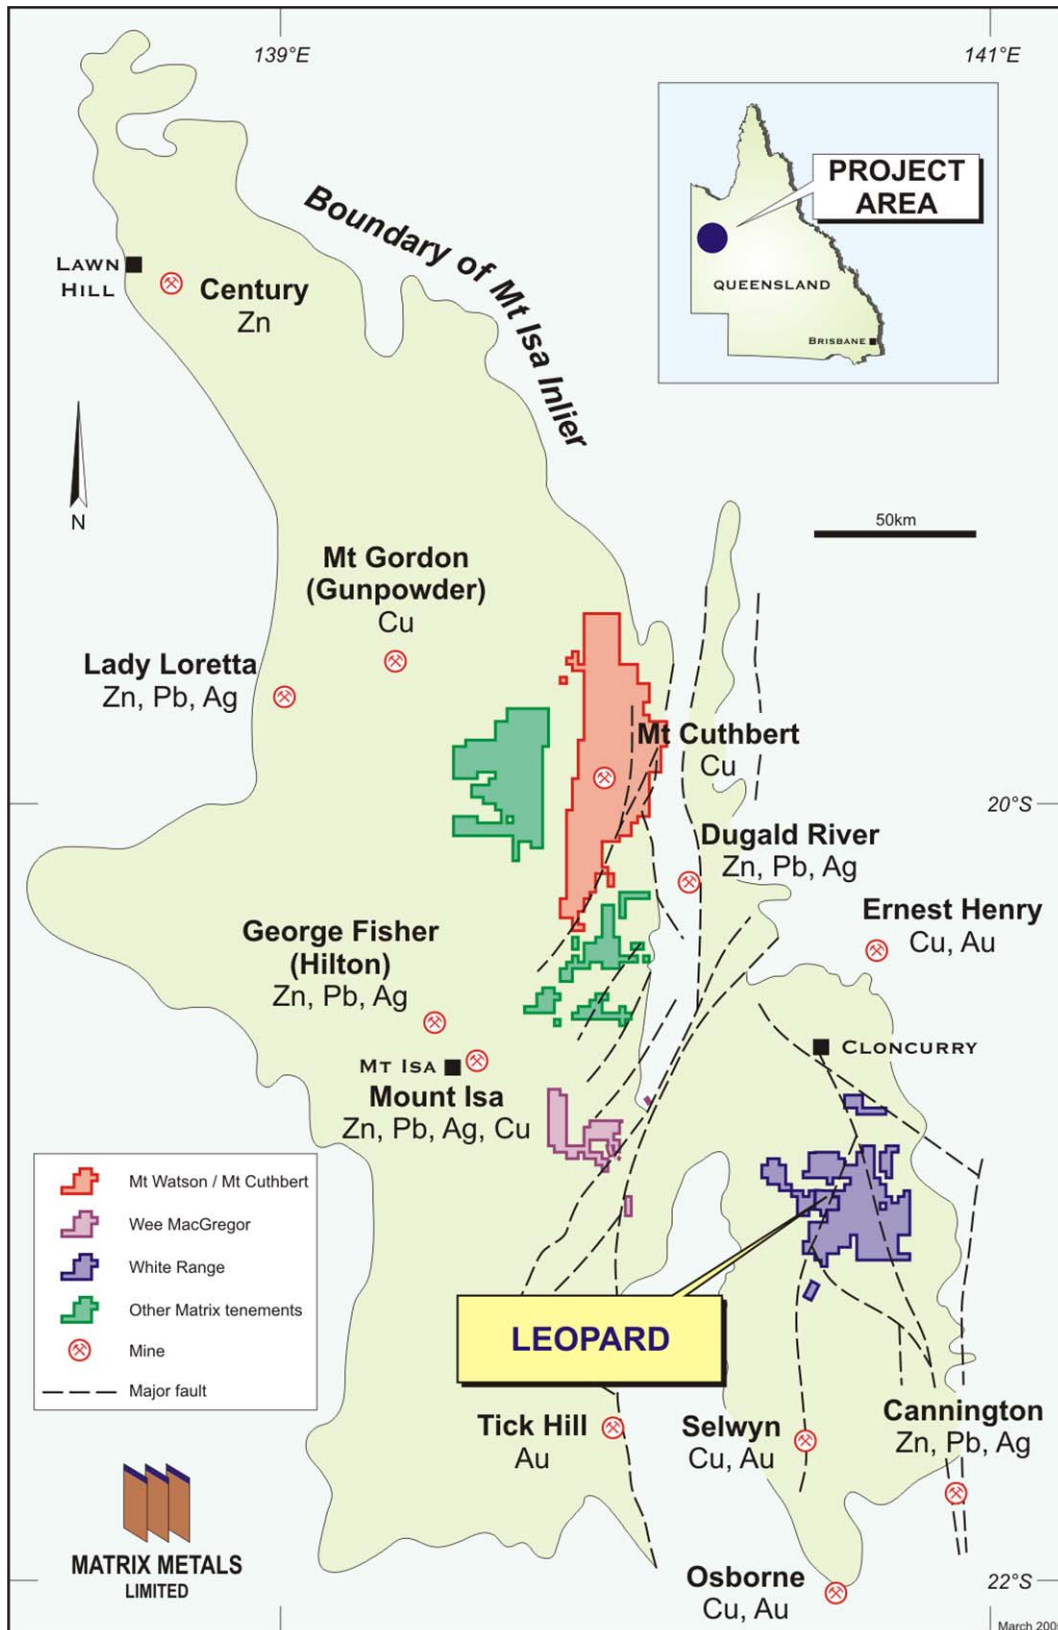 139°E
141°E
PROJECT
AREA
QUEENSLAND
BRISBANE
Boundary of Mt Isa Inlier
LAWN
HILL
Century
Zn
N
50km
Mt Gordon
(Gunpowder)
Cu
Lady Loretta
Zn, Pb, Ag
Mt Cuthbert
Cu
20°S
Dugald River
Zn, Pb, Ag
Ernest Henry
Cu, Au
George Fisher
(Hilton)
Zn, Pb, Ag
CLONCURRY
MT ISA
Mount Isa
Zn, Pb, Ag, Cu
Mt Watson / Mt Cuthbert
Wee MacGregor
White Range
Other Matrix tenements
Mine
Major fault
LEOPARD
Tick Hill
Au
Selwyn
Cu, Au
Cannington
Zn, Pb, Ag
MATRIX METALS
LIMITED
Osborne
Cu, Au
22°S
March